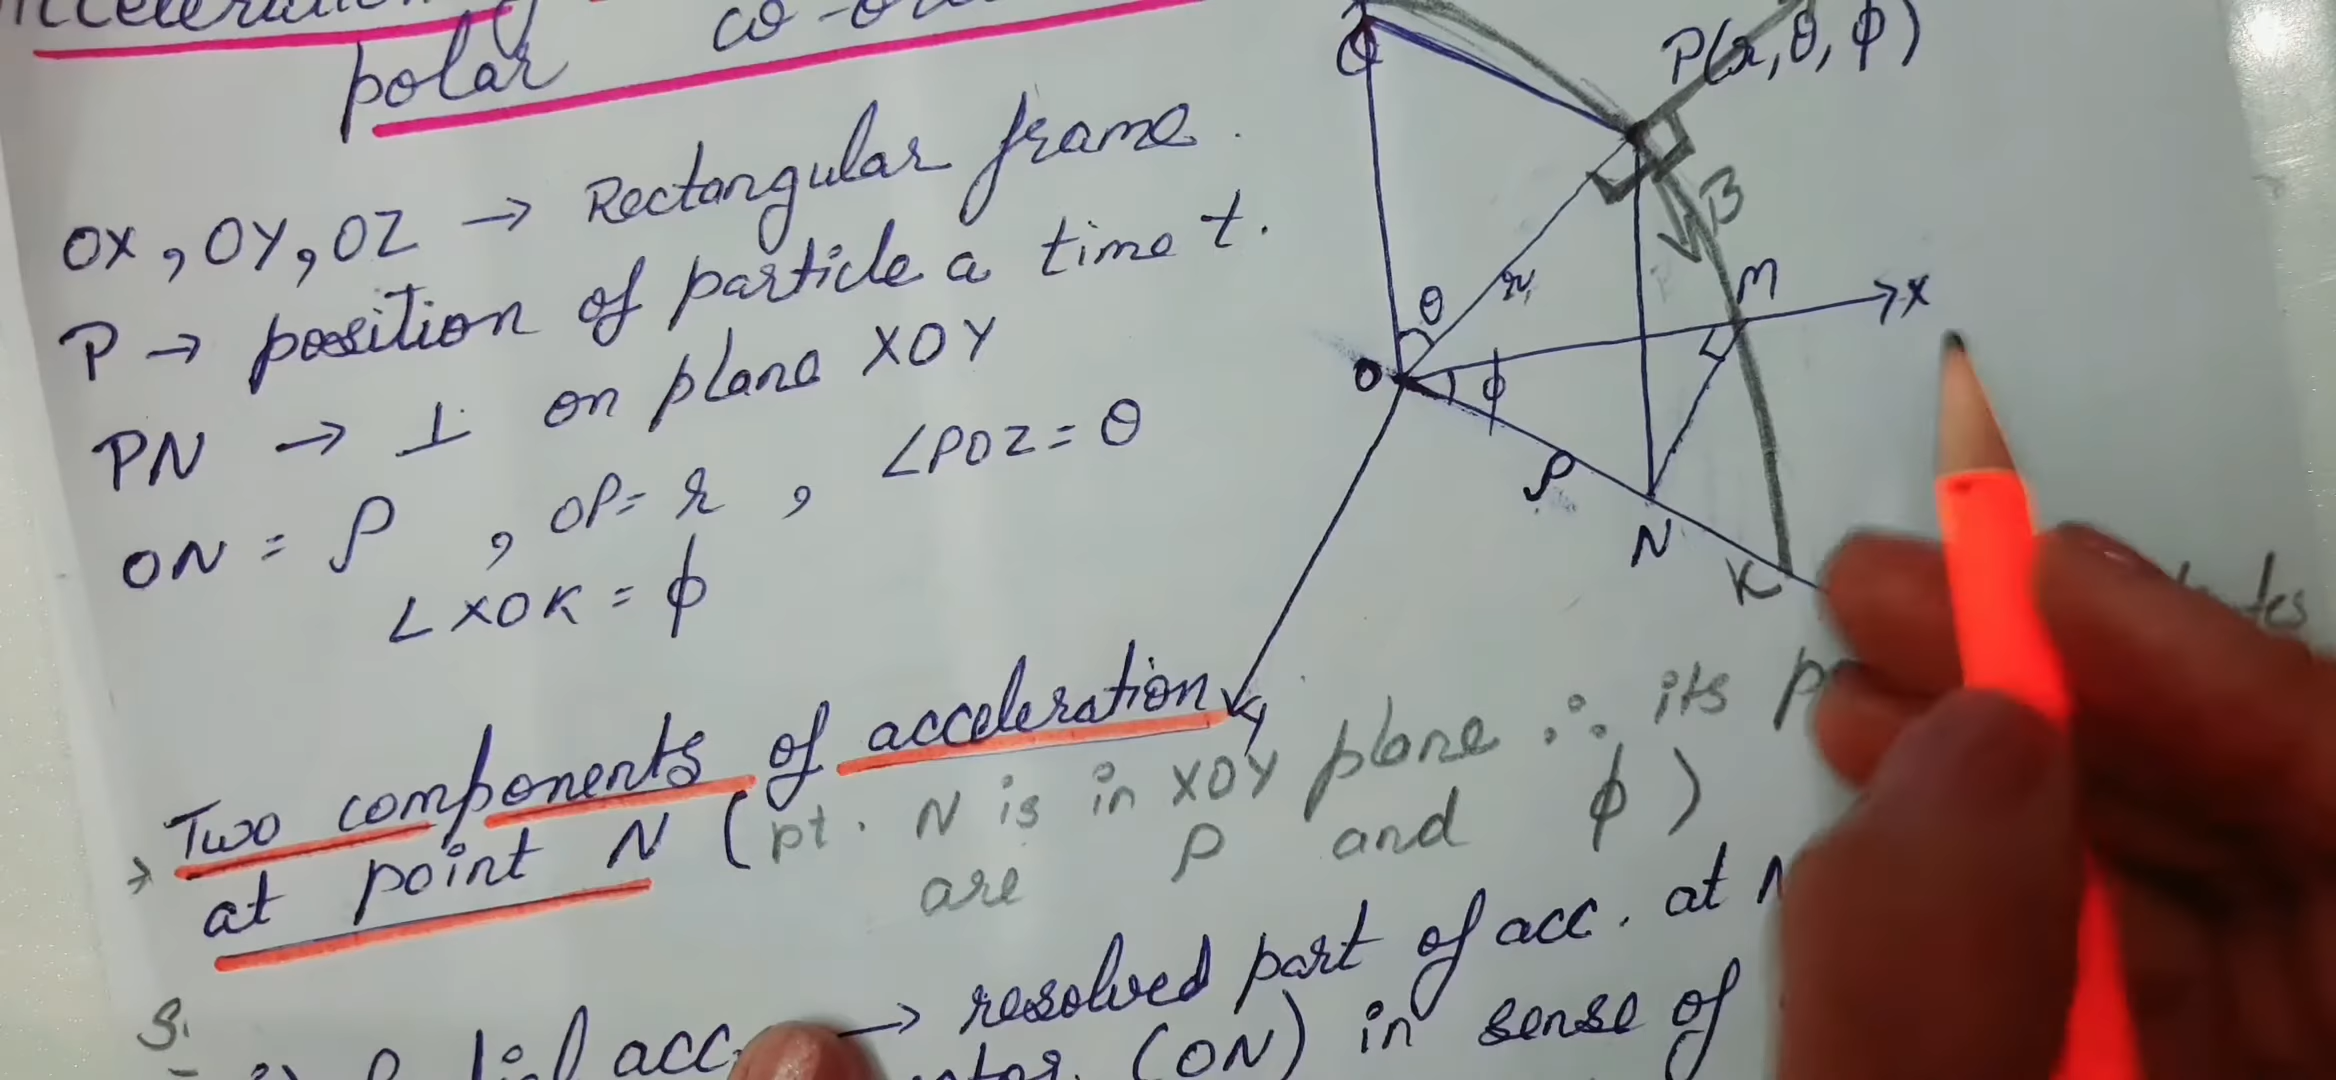 polar
OX, OY, OZ → Rectangular frame.
P → position of particle a time t.
PN → ⊥ on plane XOY
ON = ρ , OP = r , ∠POZ = θ
∠XOK = φ
Two components of acceleration
at point N (pt. N is in XOY plane ∴ its
are ρ and φ)
acc. → resolved part of acc. at
(ON) in sense of
Q
P(r, θ, φ)
B
θ
r
M
X
O
φ
ρ
N
K
Y